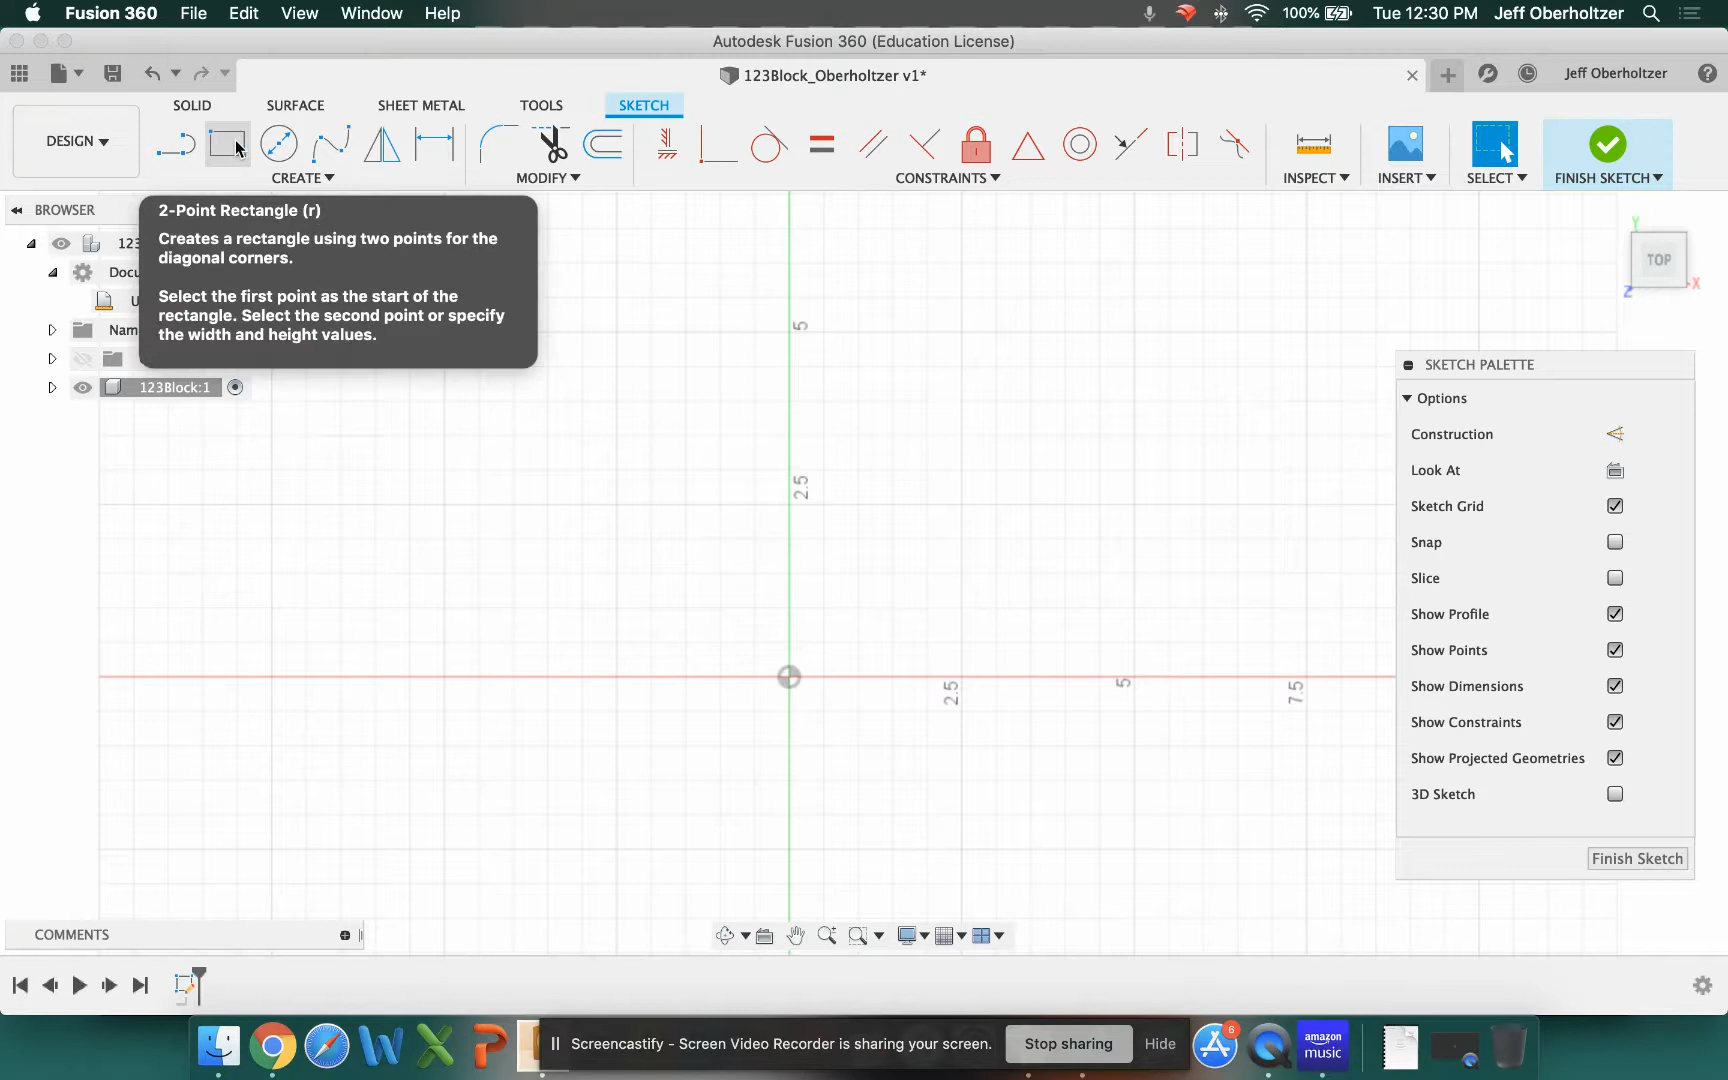 Fusion 360 File Edit View Window Help 100% Tue 12:30 PM Jeff Oberholtzer
Autodesk Fusion 360 (Education License)
123Block_Oberholtzer v1* Jeff Oberholtzer
SOLID SURFACE SHEET METAL TOOLS SKETCH
DESIGN
CREATE MODIFY CONSTRAINTS INSPECT INSERT SELECT FINISH SKETCH
BROWSER
2-Point Rectangle (r)
Creates a rectangle using two points for the
diagonal corners.
Select the first point as the start of the
rectangle. Select the second point or specify
the width and height values.
123
Docu
U
Nam
123Block:1
5
2.5
2.5
5
7.5
TOP
Y
X
Z
SKETCH PALETTE
Options
Construction
Look At
Sketch Grid
Snap
Slice
Show Profile
Show Points
Show Dimensions
Show Constraints
Show Projected Geometries
3D Sketch
Finish Sketch
COMMENTS
Screencastify - Screen Video Recorder is sharing your screen. Stop sharing Hide
6
amazon
music